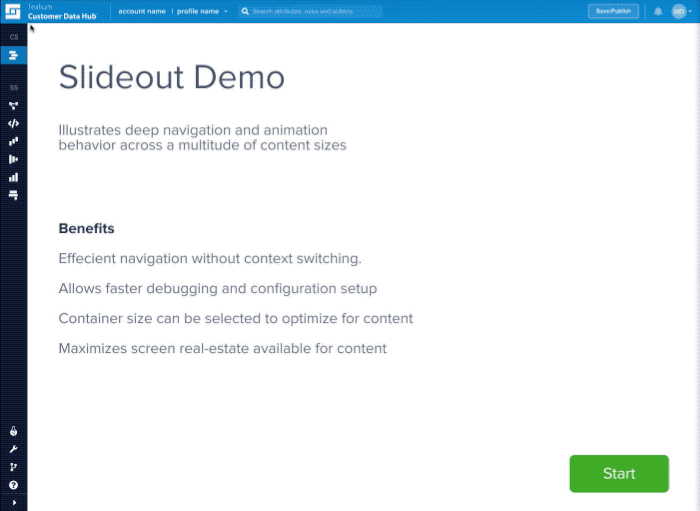 Tealium
Customer Data Hub
account name | profile name
Search attributes, rules and actions
Save/Publish
ND
CS
SS
Slideout Demo
Illustrates deep navigation and animation
behavior across a multitude of content sizes
Benefits
Effecient navigation without context switching.
Allows faster debugging and configuration setup
Container size can be selected to optimize for content
Maximizes screen real-estate available for content
Start